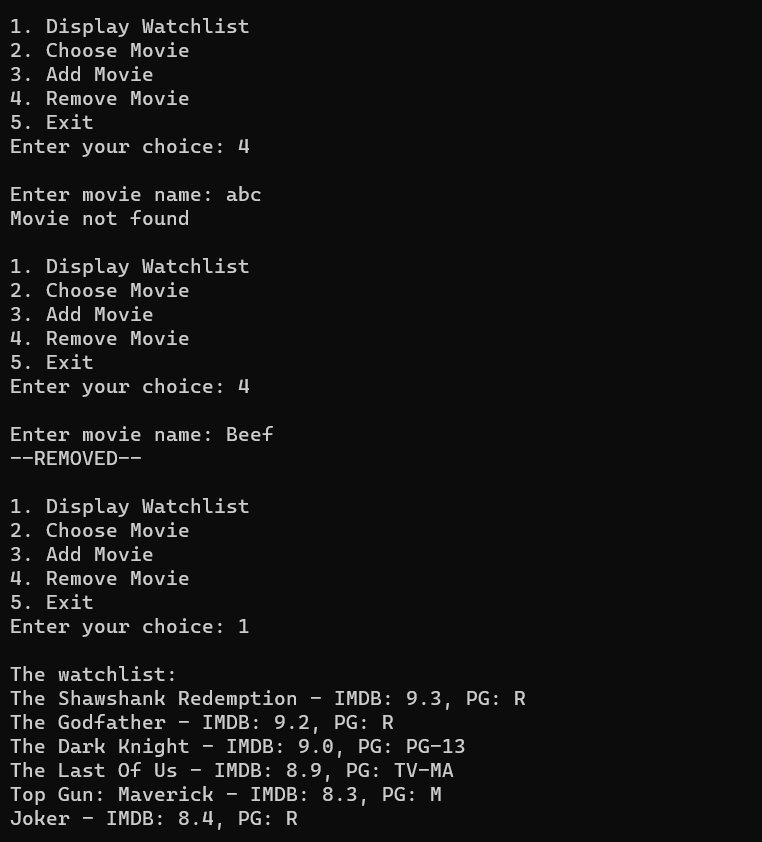 1. Display Watchlist
2. Choose Movie
3. Add Movie
4. Remove Movie
5. Exit
Enter your choice: 4
Enter movie name: abc
Movie not found
1. Display Watchlist
2. Choose Movie
3. Add Movie
4. Remove Movie
5. Exit
Enter your choice: 4
Enter movie name: Beef
--REMOVED--
1. Display Watchlist
2. Choose Movie
3. Add Movie
4. Remove Movie
5. Exit
Enter your choice: 1
The watchlist:
The Shawshank Redemption - IMDB: 9.3, PG: R
The Godfather - IMDB: 9.2, PG: R
The Dark Knight - IMDB: 9.0, PG: PG-13
The Last Of Us - IMDB: 8.9, PG: TV-MA
Top Gun: Maverick - IMDB: 8.3, PG: M
Joker - IMDB: 8.4, PG: R